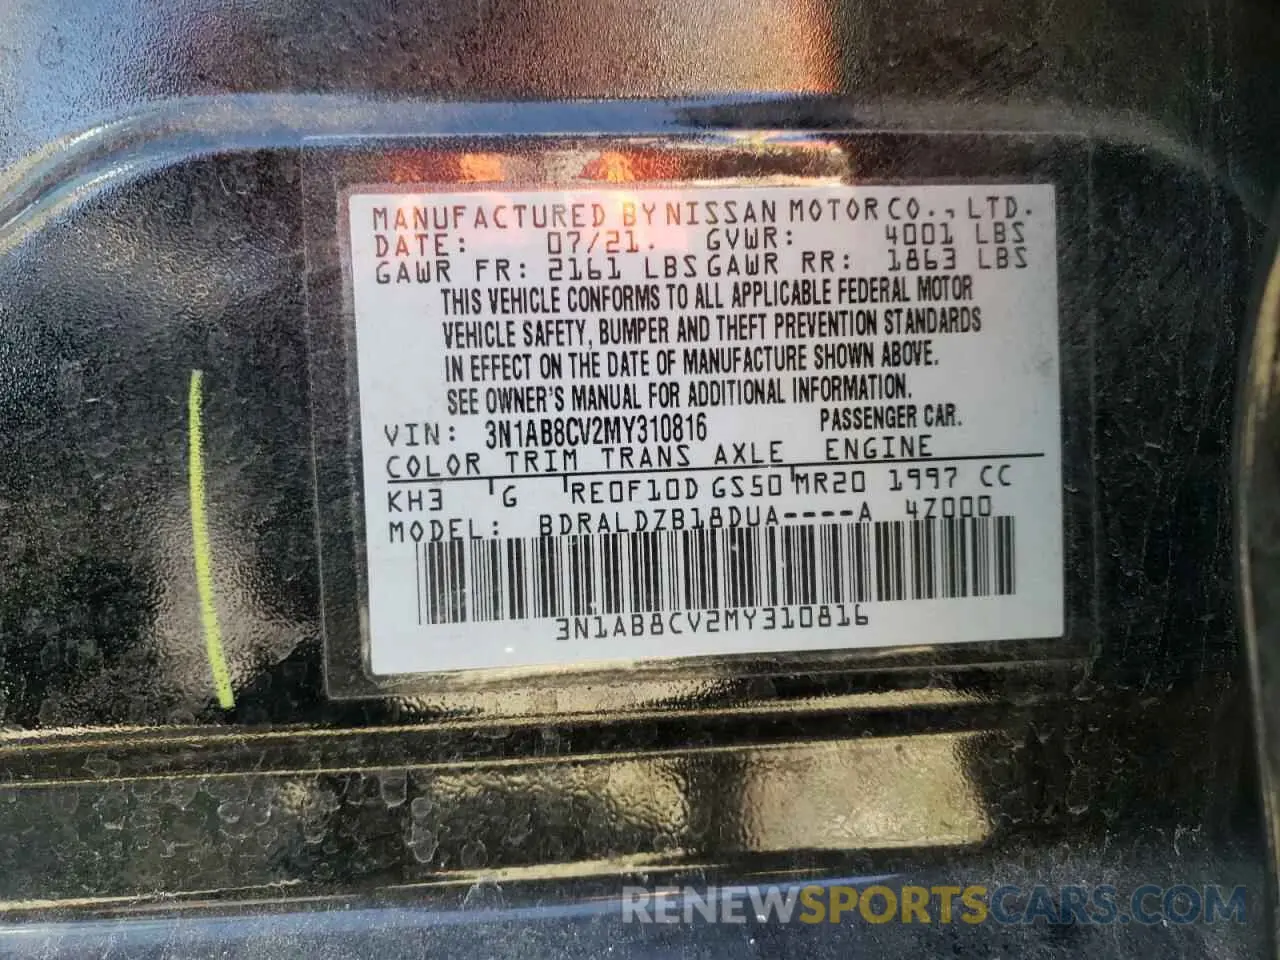 MANUFACTURED BY NISSAN MOTOR CO., LTD.
DATE: 07/21. GVWR: 4001 LBS
GAWR FR: 2161 LBS GAWR RR: 1863 LBS
THIS VEHICLE CONFORMS TO ALL APPLICABLE FEDERAL MOTOR
VEHICLE SAFETY, BUMPER AND THEFT PREVENTION STANDARDS
IN EFFECT ON THE DATE OF MANUFACTURE SHOWN ABOVE.
SEE OWNER'S MANUAL FOR ADDITIONAL INFORMATION.
VIN: 3N1AB8CV2MY310816 PASSENGER CAR.
COLOR TRIM TRANS AXLE ENGINE
KH3 G RE0F10D GS50 MR20 1997 CC
MODEL: BDRALDZB18DUA----A 4Z000
3N1AB8CV2MY310816
RENEWSPORTSCARS.COM